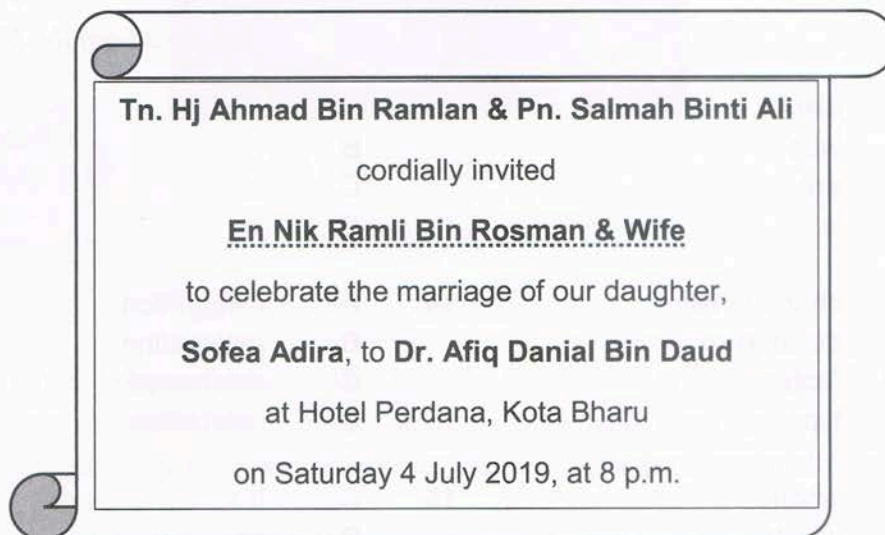 Tn. Hj Ahmad Bin Ramlan & Pn. Salmah Binti Ali
cordially invited
En Nik Ramli Bin Rosman & Wife
to celebrate the marriage of our daughter,
Sofea Adira, to Dr. Afiq Danial Bin Daud
at Hotel Perdana, Kota Bharu
on Saturday 4 July 2019, at 8 p.m.